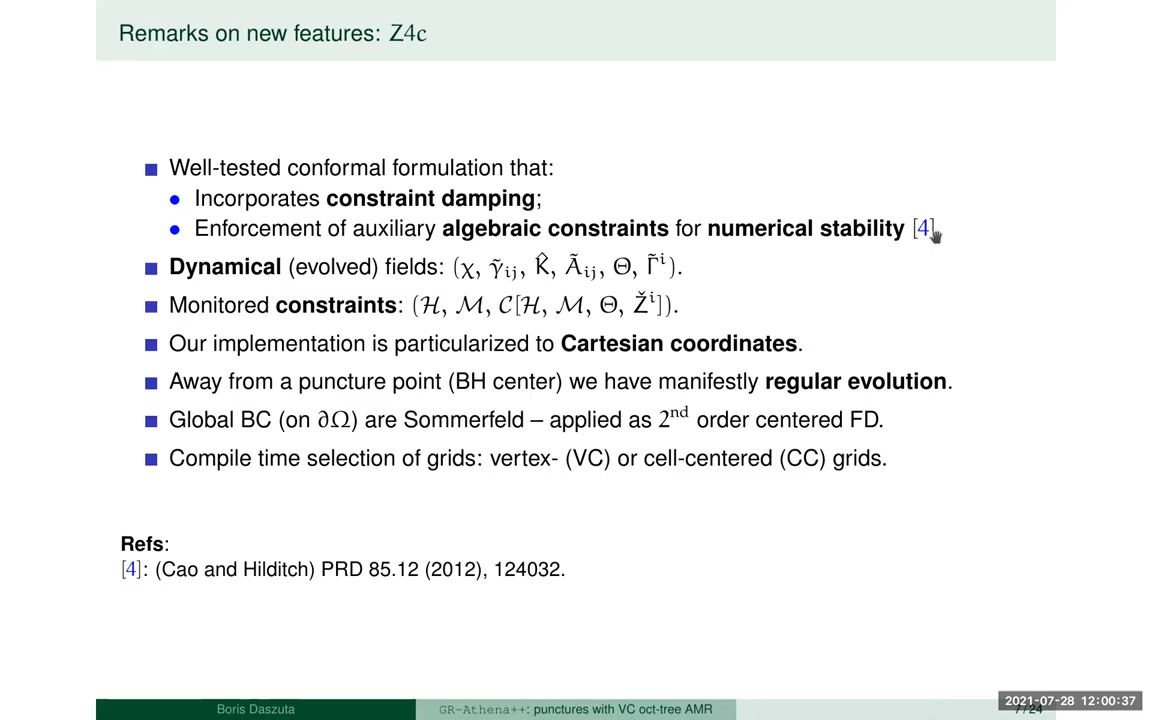 Remarks on new features: Z4c
Well-tested conformal formulation that:
Incorporates constraint damping;
Enforcement of auxiliary algebraic constraints for numerical stability [4]
Dynamical (evolved) fields: (χ, γ̃ᵢⱼ, K̂, Ãᵢⱼ, Θ, Γ̃ⁱ).
Monitored constraints: (ℋ, ℳ, 𝒞[ℋ, ℳ, Θ, Žⁱ]).
Our implementation is particularized to Cartesian coordinates.
Away from a puncture point (BH center) we have manifestly regular evolution.
Global BC (on ∂Ω) are Sommerfeld – applied as 2ⁿᵈ order centered FD.
Compile time selection of grids: vertex- (VC) or cell-centered (CC) grids.
Refs:
[4]: (Cao and Hilditch) PRD 85.12 (2012), 124032.
Boris Daszuta
GR-Athena++: punctures with VC oct-tree AMR
2021-07-28 12:00:37
7/24